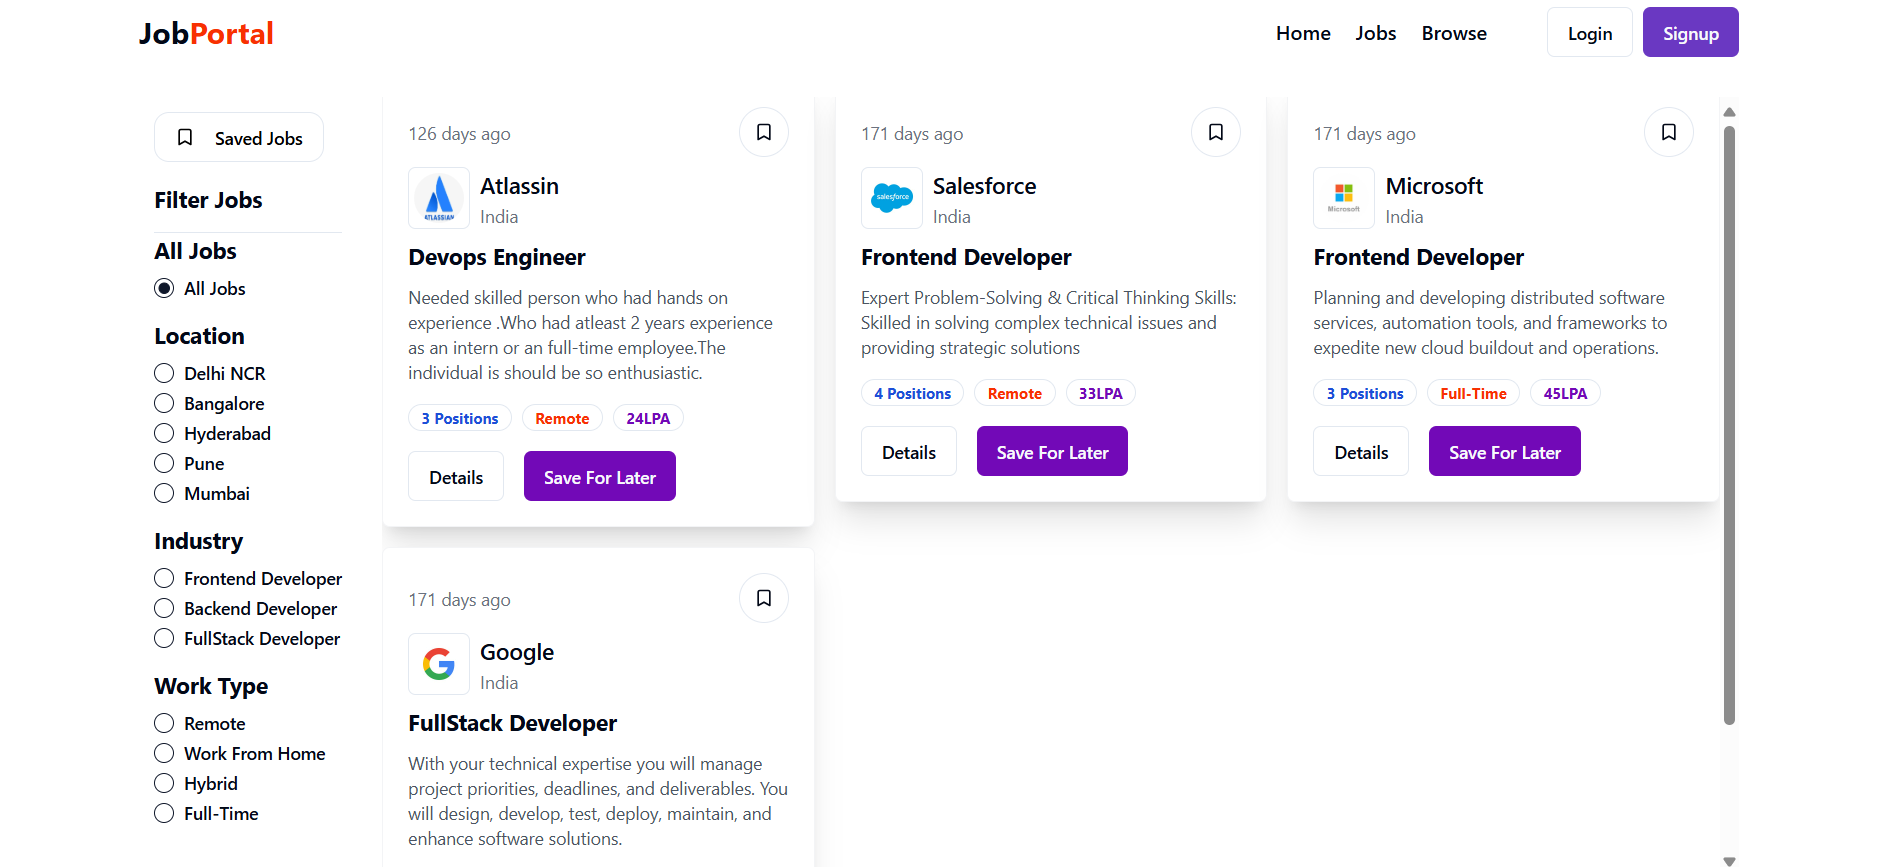 JobPortal
Home
Jobs
Browse
Login
Signup
Saved Jobs
Filter Jobs
All Jobs
All Jobs
Location
Delhi NCR
Bangalore
Hyderabad
Pune
Mumbai
Industry
Frontend Developer
Backend Developer
FullStack Developer
Work Type
Remote
Work From Home
Hybrid
Full-Time
126 days ago
ATLASSIAN
Atlassin
India
Devops Engineer
Needed skilled person who had hands on
experience .Who had atleast 2 years experience
as an intern or an full-time employee.The
individual is should be so enthusiastic.
3 Positions
Remote
24LPA
Details
Save For Later
171 days ago
salesforce
Salesforce
India
Frontend Developer
Expert Problem-Solving & Critical Thinking Skills:
Skilled in solving complex technical issues and
providing strategic solutions
4 Positions
Remote
33LPA
Details
Save For Later
171 days ago
Microsoft
Microsoft
India
Frontend Developer
Planning and developing distributed software
services, automation tools, and frameworks to
expedite new cloud buildout and operations.
3 Positions
Full-Time
45LPA
Details
Save For Later
171 days ago
Google
India
FullStack Developer
With your technical expertise you will manage
project priorities, deadlines, and deliverables. You
will design, develop, test, deploy, maintain, and
enhance software solutions.